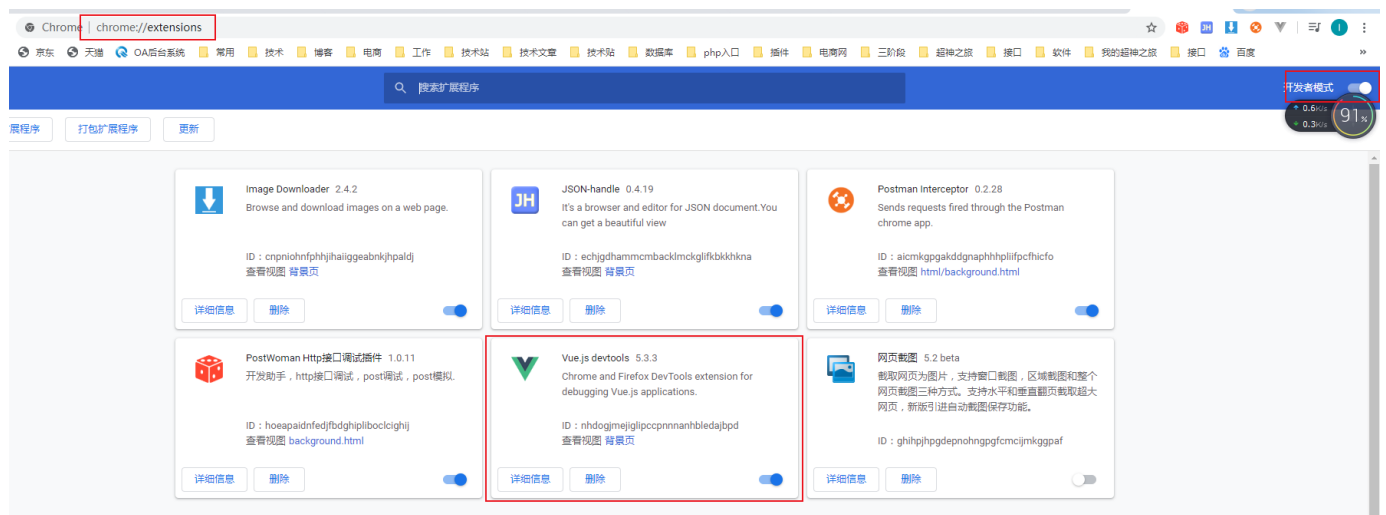 Chrome | chrome://extensions
京东 天猫 OA后台系统 常用 技术 博客 电商 工作 技术站 技术文章 技术贴 数据库 php入口 插件 电商网 三阶段 超神之旅 接口 软件 我的超神之旅 接口 百度 »
搜索扩展程序
开发者模式
0.6K/s
0.3K/s
91%
展程序 打包扩展程序 更新
Image Downloader 2.4.2
Browse and download images on a web page.
ID：cnpniohnfphhjihaiiggeabnkjhpaldj
查看视图 背景页
详细信息 删除
JH
JSON-handle 0.4.19
It's a browser and editor for JSON document.You
can get a beautiful view
ID：echjgdhammcmbacklmckglifkbkkhkna
查看视图 背景页
详细信息 删除
Postman Interceptor 0.2.28
Sends requests fired through the Postman
chrome app.
ID：aicmkgpgakddgnaphhhpliifpcfhicfo
查看视图 html/background.html
详细信息 删除
PostWoman Http接口调试插件 1.0.11
开发助手，http接口调试，post调试，post模拟.
ID：hoeapaidnfedjfbdghipliboclcighij
查看视图 background.html
详细信息 删除
Vue.js devtools 5.3.3
Chrome and Firefox DevTools extension for
debugging Vue.js applications.
ID：nhdogjmejiglipccpnnnanhbledajbpd
查看视图 背景页
详细信息 删除
网页截图 5.2 beta
截取网页为图片，支持窗口截图，区域截图和整个
网页截图三种方式。支持水平和垂直翻页截取超大
网页，新版引进自动截图保存功能。
ID：ghihpjhpgdepnohngpgfcmcijmkggpaf
详细信息 删除